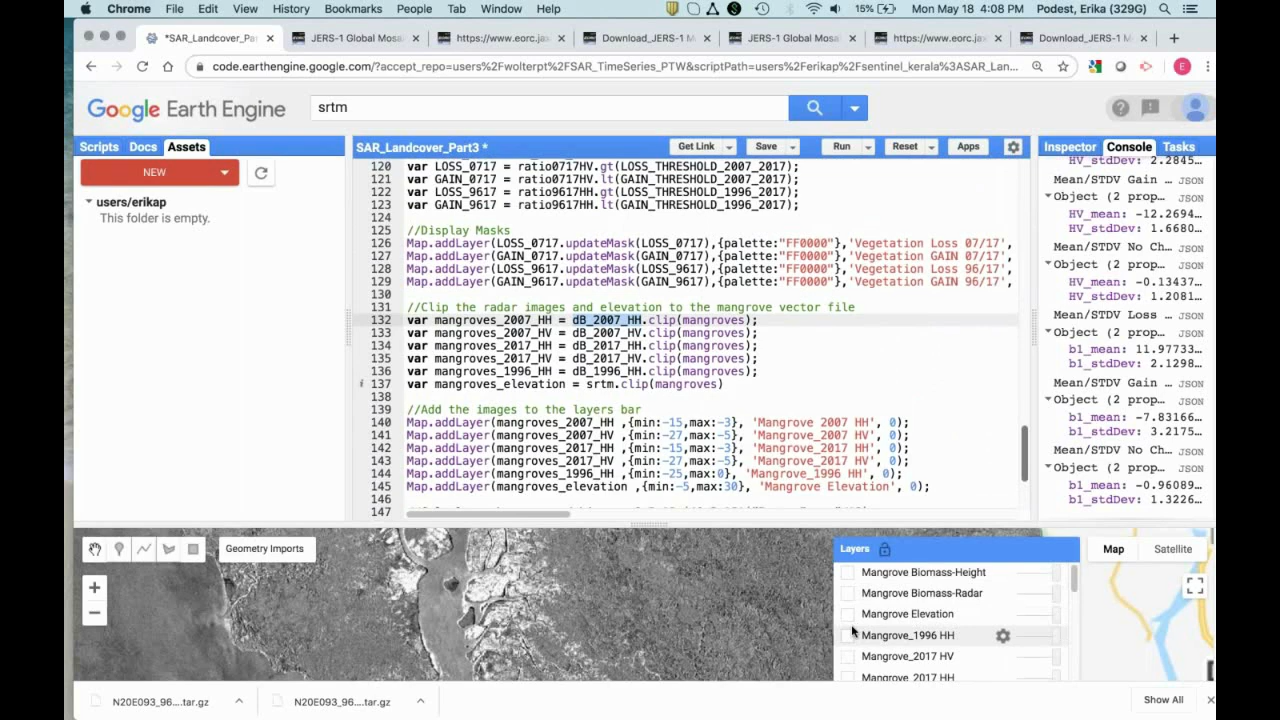 Chrome File Edit View History Bookmarks People Tab Window Help 15% Mon May 18 4:08 PM Podest, Erika (329G)
*SAR_Landcover_Pa JERS-1 Global Mosa https://www.eorc.ja Download_JERS-1 M JERS-1 Global Mosa https://www.eorc.ja Download_JERS-1 M
code.earthengine.google.com/?accept_repo=users%2Fwolterpt%2FSAR_TimeSeries_PTW&scriptPath=users%2Ferikap%2Fsentinel_kerala%3ASAR_Lan... E
Google Earth Engine srtm
Scripts Docs Assets
NEW
users/erikap
This folder is empty.
SAR_Landcover_Part3 * Get Link Save Run Reset Apps
120 var LOSS_0717 = ratio0717HV.gt(LOSS_THRESHOLD_2007_2017);
121 var GAIN_0717 = ratio0717HV.lt(GAIN_THRESHOLD_2007_2017);
122 var LOSS_9617 = ratio9617HH.gt(LOSS_THRESHOLD_1996_2017);
123 var GAIN_9617 = ratio9617HH.lt(GAIN_THRESHOLD_1996_2017);
124
125 //Display Masks
126 Map.addLayer(LOSS_0717.updateMask(LOSS_0717),{palette:"FF0000"},'Vegetation Loss 07/17',
127 Map.addLayer(GAIN_0717.updateMask(GAIN_0717),{palette:"FF0000"},'Vegetation GAIN 07/17',
128 Map.addLayer(LOSS_9617.updateMask(LOSS_9617),{palette:"FF0000"},'Vegetation Loss 96/17',
129 Map.addLayer(GAIN_9617.updateMask(GAIN_9617),{palette:"FF0000"},'Vegetation GAIN 96/17',
130
131 //Clip the radar images and elevation to the mangrove vector file
132 var mangroves_2007_HH = dB_2007_HH.clip(mangroves);
133 var mangroves_2007_HV = dB_2007_HV.clip(mangroves);
134 var mangroves_2017_HH = dB_2017_HH.clip(mangroves);
135 var mangroves_2017_HV = dB_2017_HV.clip(mangroves);
136 var mangroves_1996_HH = dB_1996_HH.clip(mangroves);
i 137 var mangroves_elevation = srtm.clip(mangroves)
138
139 //Add the images to the layers bar
140 Map.addLayer(mangroves_2007_HH ,{min:-15,max:-3}, 'Mangrove 2007 HH', 0);
141 Map.addLayer(mangroves_2007_HV ,{min:-27,max:-5}, 'Mangrove_2007 HV', 0);
142 Map.addLayer(mangroves_2017_HH ,{min:-15,max:-3}, 'Mangrove_2017 HH', 0);
143 Map.addLayer(mangroves_2017_HV ,{min:-27,max:-5}, 'Mangrove_2017 HV', 0);
144 Map.addLayer(mangroves_1996_HH ,{min:-25,max:0}, 'Mangrove_1996 HH', 0);
145 Map.addLayer(mangroves_elevation ,{min:-5,max:30}, 'Mangrove Elevation', 0);
146
147
Inspector Console Tasks
HH_stdDev: 2.2845...
Mean/STDV Gain ... JSON
Object (2 prop... JSON
HV_mean: -12.2694...
HV_stdDev: 1.6680...
Mean/STDV No Ch... JSON
Object (2 prop... JSON
HV_mean: -0.13437...
HV_stdDev: 1.2081...
Mean/STDV Loss ... JSON
Object (2 prop... JSON
b1_mean: 11.97733...
b1_stdDev: 2.1298...
Mean/STDV Gain ... JSON
Object (2 prop... JSON
b1_mean: -7.83166...
b1_stdDev: 3.2175...
Mean/STDV No Ch... JSON
Object (2 prop... JSON
b1_mean: -0.96089...
b1_stdDev: 1.3226...
Geometry Imports
Layers
Mangrove Biomass-Height
Mangrove Biomass-Radar
Mangrove Elevation
Mangrove_1996 HH
Mangrove_2017 HV
Mangrove_2017 HH
Map Satellite
N20E093_96....tar.gz N20E093_96....tar.gz Show All